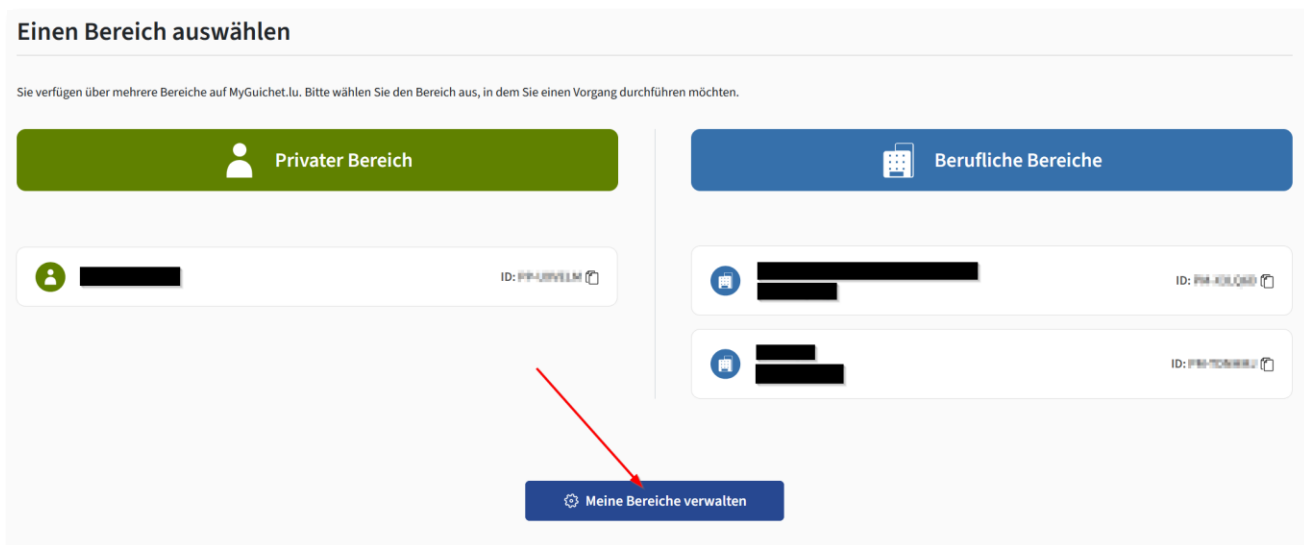 Einen Bereich auswählen
Sie verfügen über mehrere Bereiche auf MyGuichet.lu. Bitte wählen Sie den Bereich aus, in dem Sie einen Vorgang durchführen möchten.
Privater Bereich
Berufliche Bereiche
ID:
ID:
ID:
Meine Bereiche verwalten